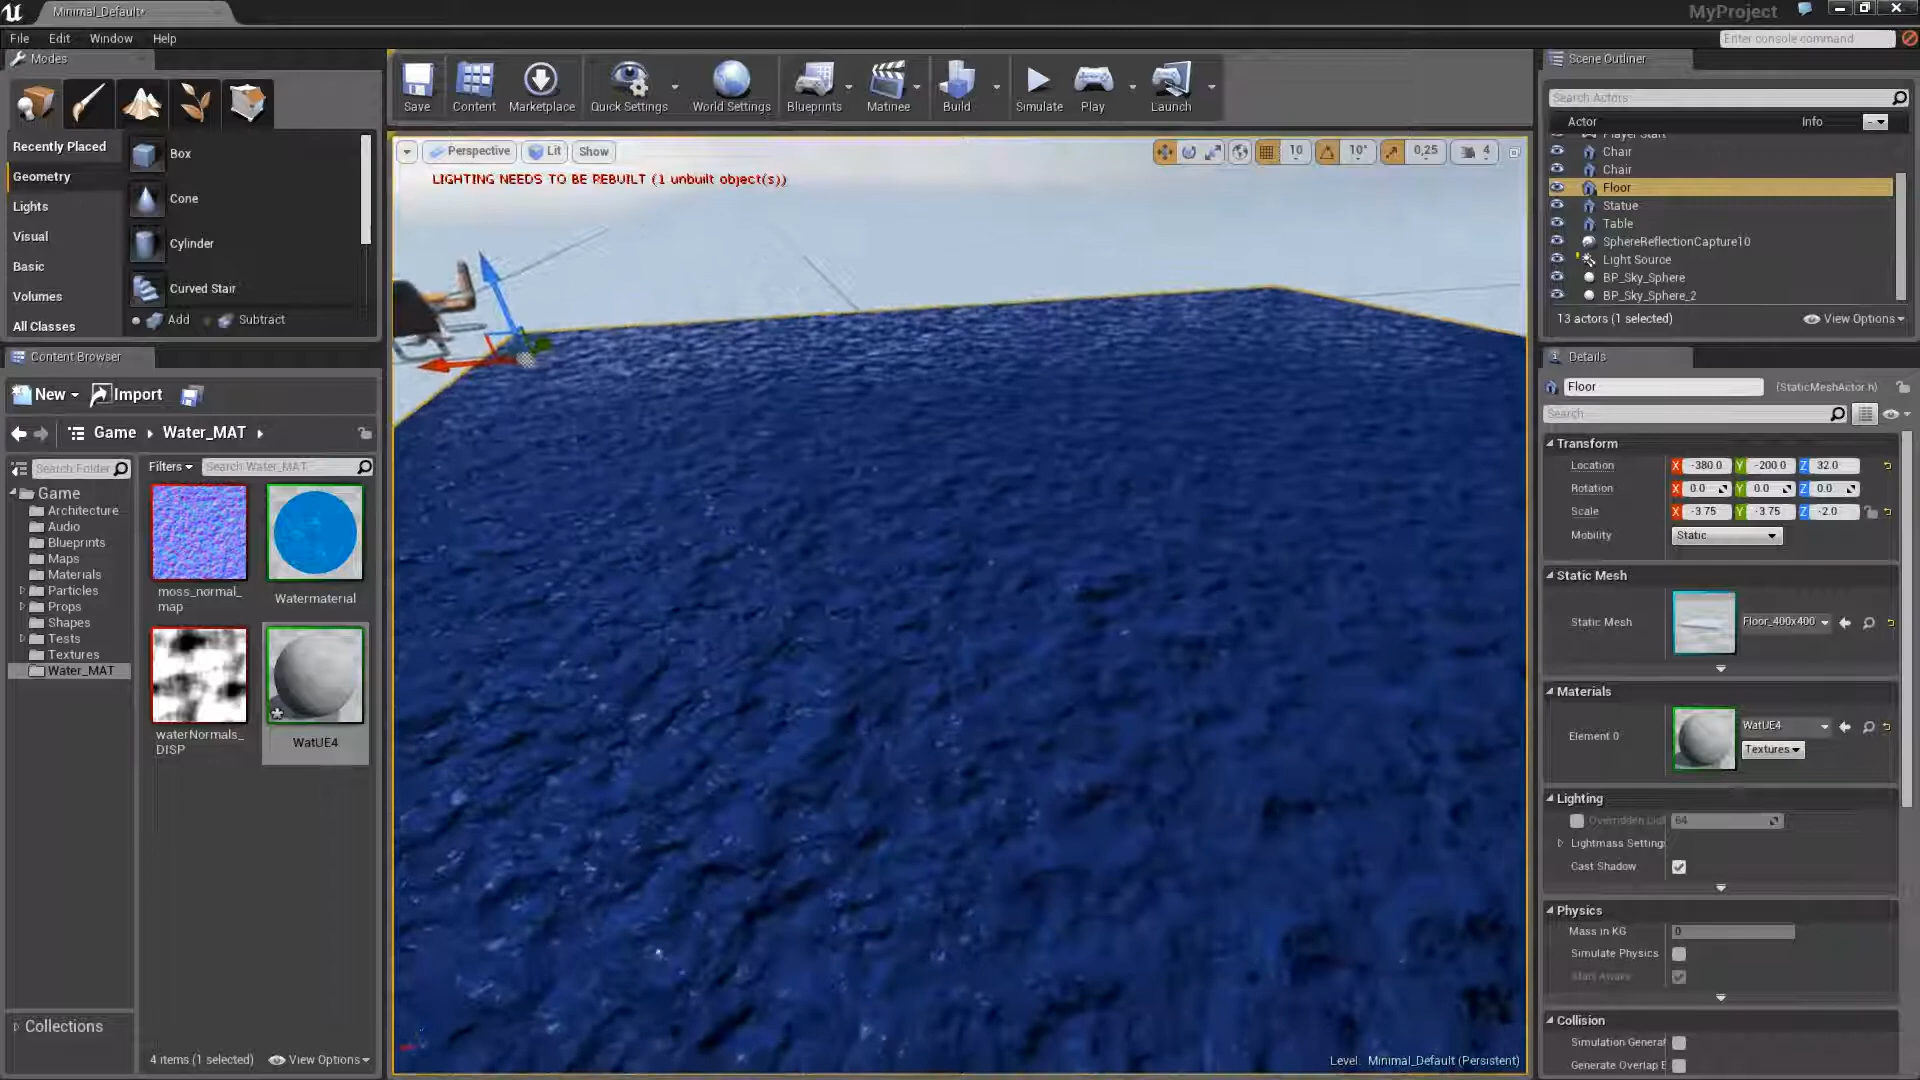 Minimal_Default*
MyProject
File Edit Window Help
Enter console command
Modes
Recently Placed
Geometry
Lights
Visual
Basic
Volumes
All Classes
Box
Cone
Cylinder
Curved Stair
Add Subtract
Save Content Marketplace Quick Settings World Settings Blueprints Matinee Build Simulate Play Launch
Perspective Lit Show
10 10° 0,25 4
LIGHTING NEEDS TO BE REBUILT (1 unbuilt object(s))
Level: Minimal_Default (Persistent)
Content Browser
New Import
Game Water_MAT
Search Folder
Filters Search Water_MAT
Game
Architecture
Audio
Blueprints
Maps
Materials
Particles
Props
Shapes
Tests
Textures
Water_MAT
Collections
moss_normal_
map
Watermaterial
waterNormals_
DISP
WatUE4
4 items (1 selected) View Options
Scene Outliner
Search Actors
Actor Info
Player Start
Chair
Chair
Floor
Statue
Table
SphereReflectionCapture10
Light Source
BP_Sky_Sphere
BP_Sky_Sphere_2
13 actors (1 selected) View Options
Details
Floor (StaticMeshActor.h)
Search
Transform
Location X -380.0 Y -200.0 Z 32.0
Rotation X 0.0 Y 0.0 Z 0.0
Scale X -3.75 Y -3.75 Z -2.0
Mobility Static
Static Mesh
Static Mesh Floor_400x400
Materials
Element 0 WatUE4
Textures
Lighting
Overridden Lig 64
Lightmass Setting
Cast Shadow
Physics
Mass in KG 0
Simulate Physics
Start Awake
Collision
Simulation Generat
Generate Overlap E